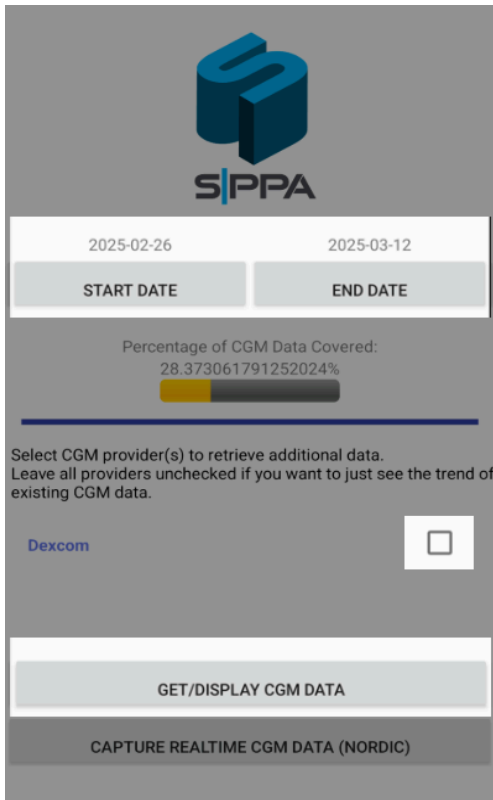 SIPPA
2025-02-26 2025-03-12
START DATE END DATE
Percentage of CGM Data Covered:
28.373061791252024%
Select CGM provider(s) to retrieve additional data.
Leave all providers unchecked if you want to just see the trend of
existing CGM data.
Dexcom
GET/DISPLAY CGM DATA
CAPTURE REALTIME CGM DATA (NORDIC)